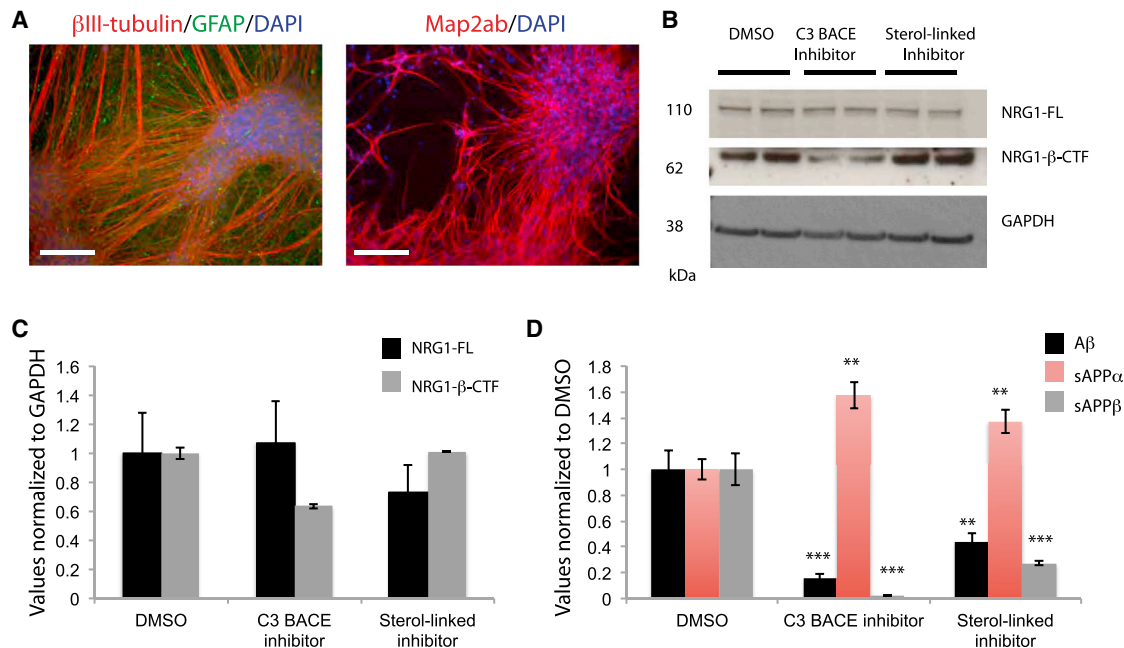 A
βIII-tubulin/GFAP/DAPI
Map2ab/DAPI
B
DMSO
C3 BACE
Inhibitor
Sterol-linked
Inhibitor
110
NRG1-FL
62
NRG1-β-CTF
38
GAPDH
kDa
C
Values normalized to GAPDH
1.6
1.4
1.2
1
0.8
0.6
0.4
0.2
0
NRG1-FL
NRG1-β-CTF
DMSO
C3 BACE
inhibitor
Sterol-linked
inhibitor
D
Values normalized to DMSO
1.8
1.6
1.4
1.2
1
0.8
0.6
0.4
0.2
0
Aβ
sAPPα
sAPPβ
**
**
***
***
**
***
DMSO
C3 BACE inhibitor
Sterol-linked
inhibitor